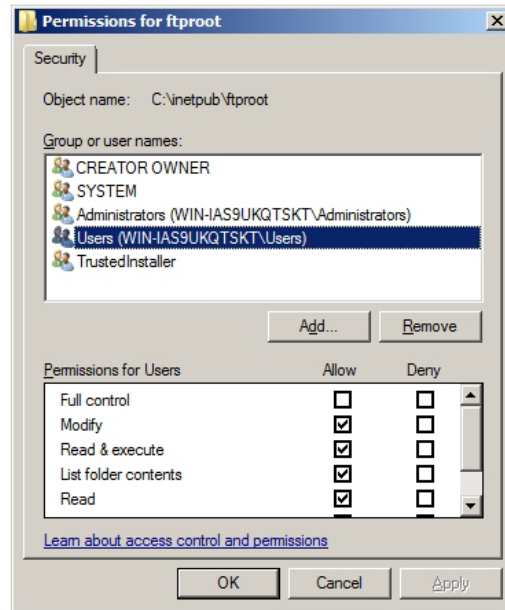 Permissions for ftproot
Security
Object name: C:\inetpub\ftproot
Group or user names:
CREATOR OWNER
SYSTEM
Administrators (WIN-IAS9UKQTSKT\Administrators)
Users (WIN-IAS9UKQTSKT\Users)
TrustedInstaller
Add... Remove
Permissions for Users Allow Deny
Full control
Modify
Read & execute
List folder contents
Read
Learn about access control and permissions
OK Cancel Apply